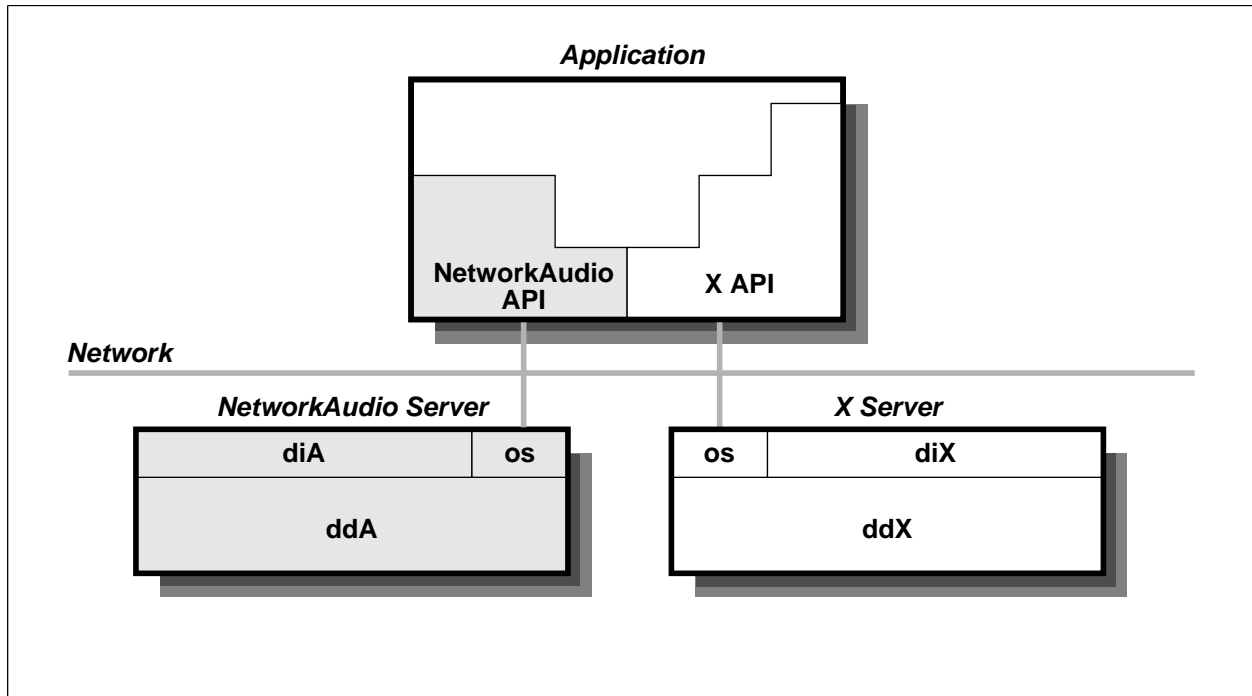 Application
NetworkAudio
API
X API
Network
NetworkAudio Server
X Server
diA
os
os
diX
ddA
ddX